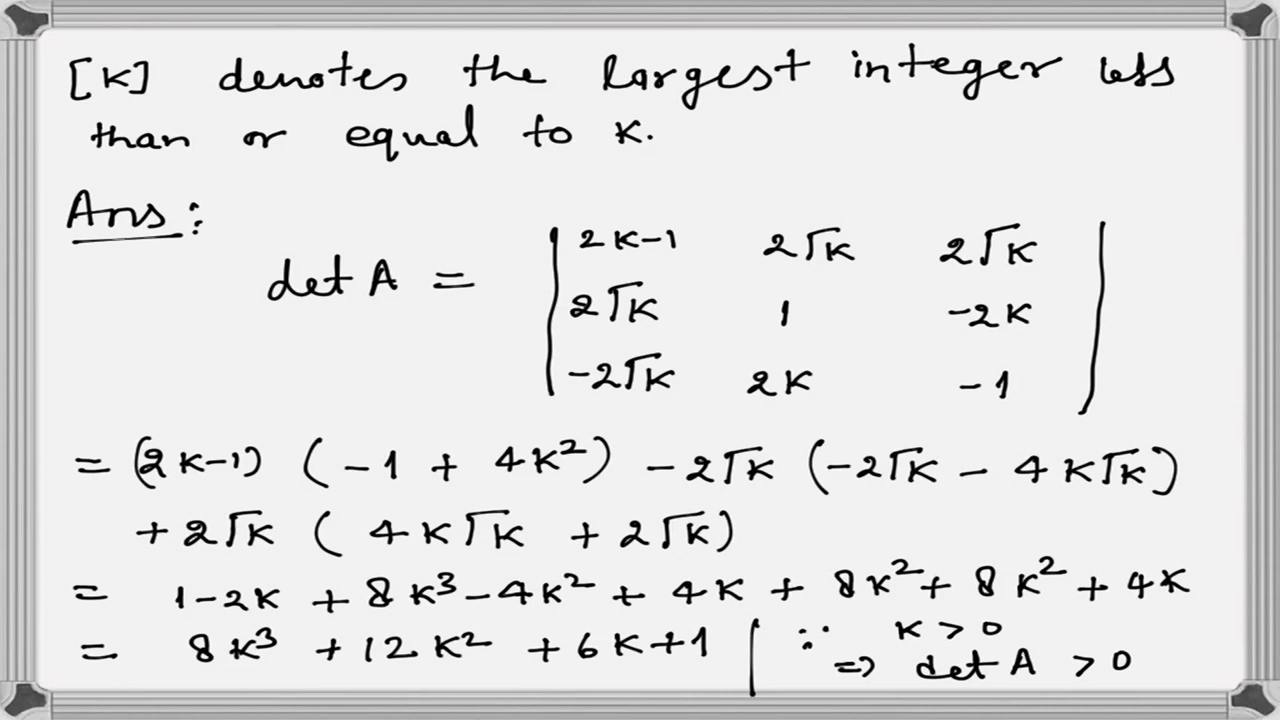 [K] denotes the largest integer less
than or equal to K.
Ans:
det A = | 2K-1 2√K 2√K |
| 2√K 1 -2K |
| -2√K 2K -1 |
= (2K-1) (-1 + 4K²) - 2√K (-2√K - 4K√K)
+ 2√K (4K√K + 2√K)
= 1-2K + 8K³ - 4K² + 4K + 8K² + 8K² + 4K
= 8K³ + 12K² + 6K + 1 | ∵ K > 0
⇒ det A > 0